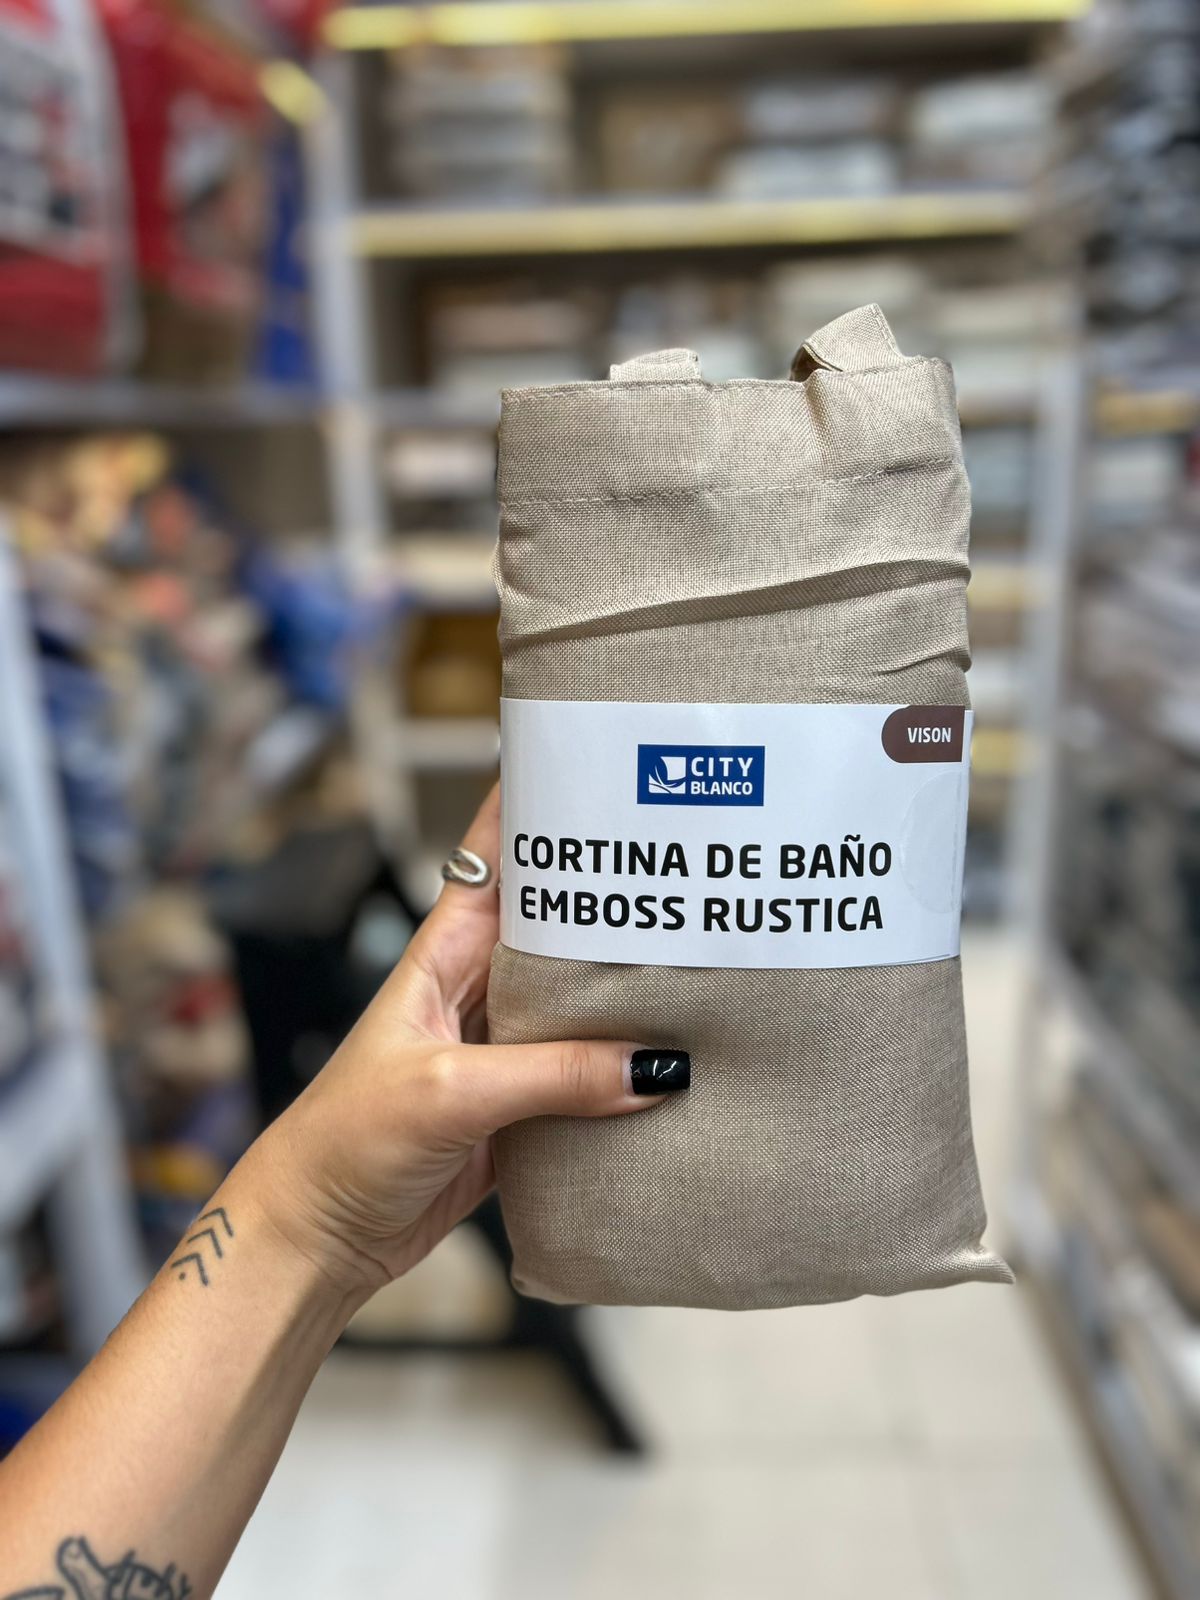 VISON
CITY
BLANCO
CORTINA DE BAÑO
EMBOSS RUSTICA